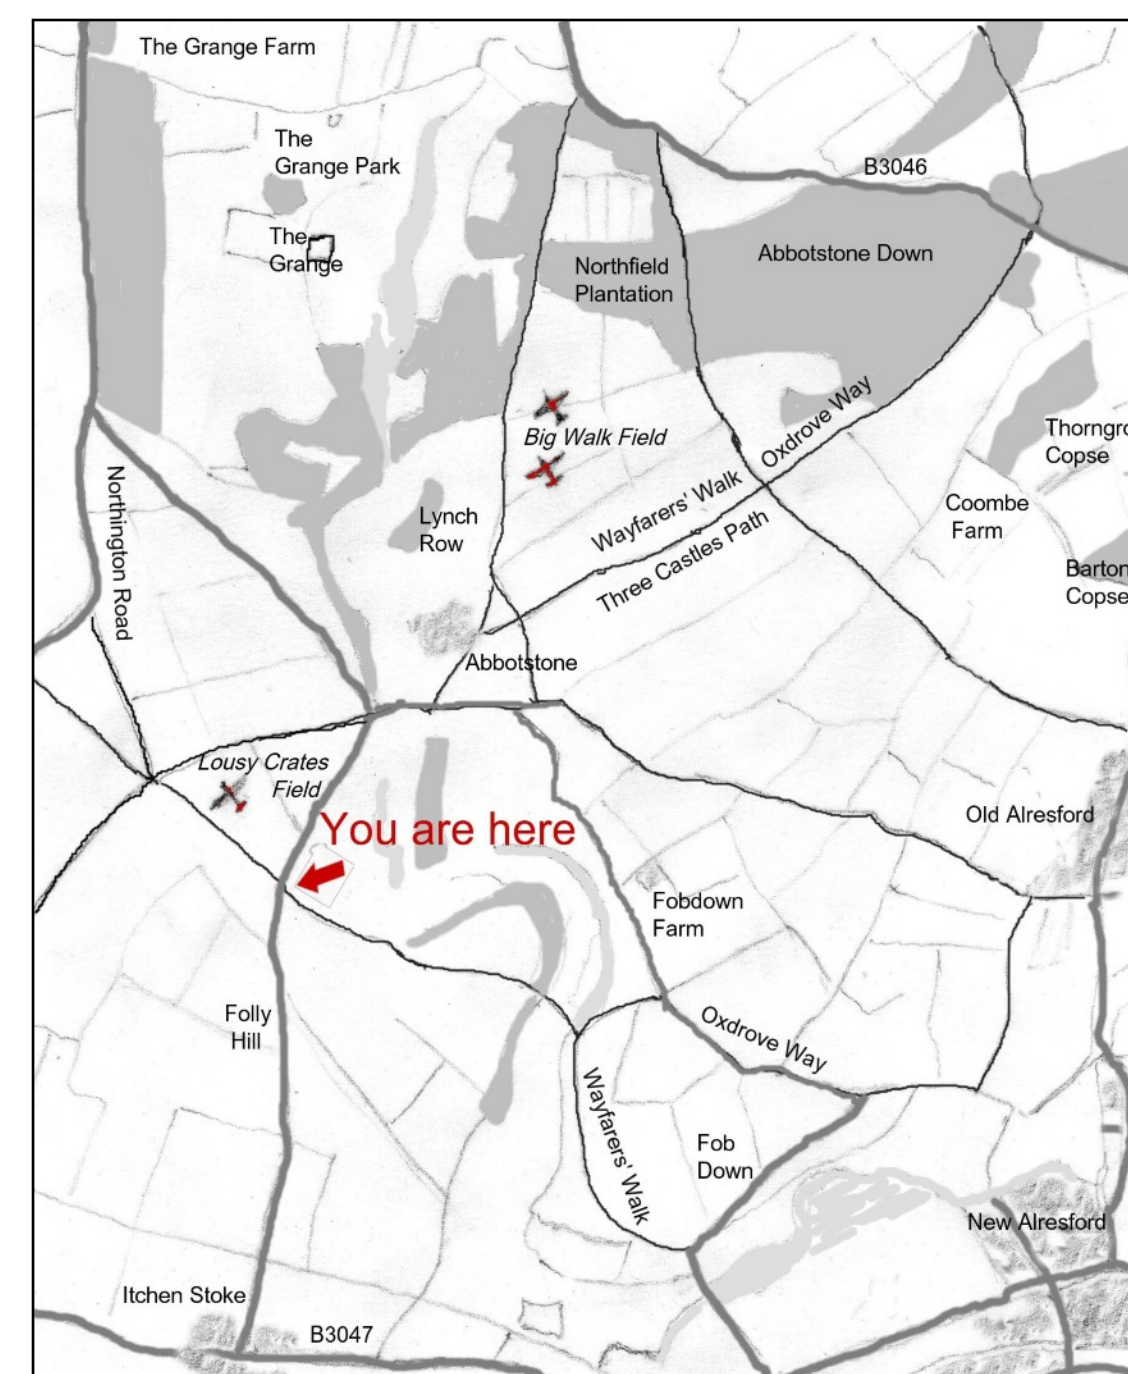 The Grange Farm
The
Grange Park
B3046
The
Grange
Abbotstone Down
Northfield
Plantation
Oxdrove Way
Big Walk Field
Thorngro
Copse
Northington Road
Lynch
Row
Wayfarers' Walk
Three Castles Path
Coombe
Farm
Barton
Copse
Abbotstone
Lousy Crates
Field
You are here
Old Alresford
Fobdown
Farm
Folly
Hill
Oxdrove Way
Wayfarers' Walk
Fob
Down
New Alresford
Itchen Stoke
B3047